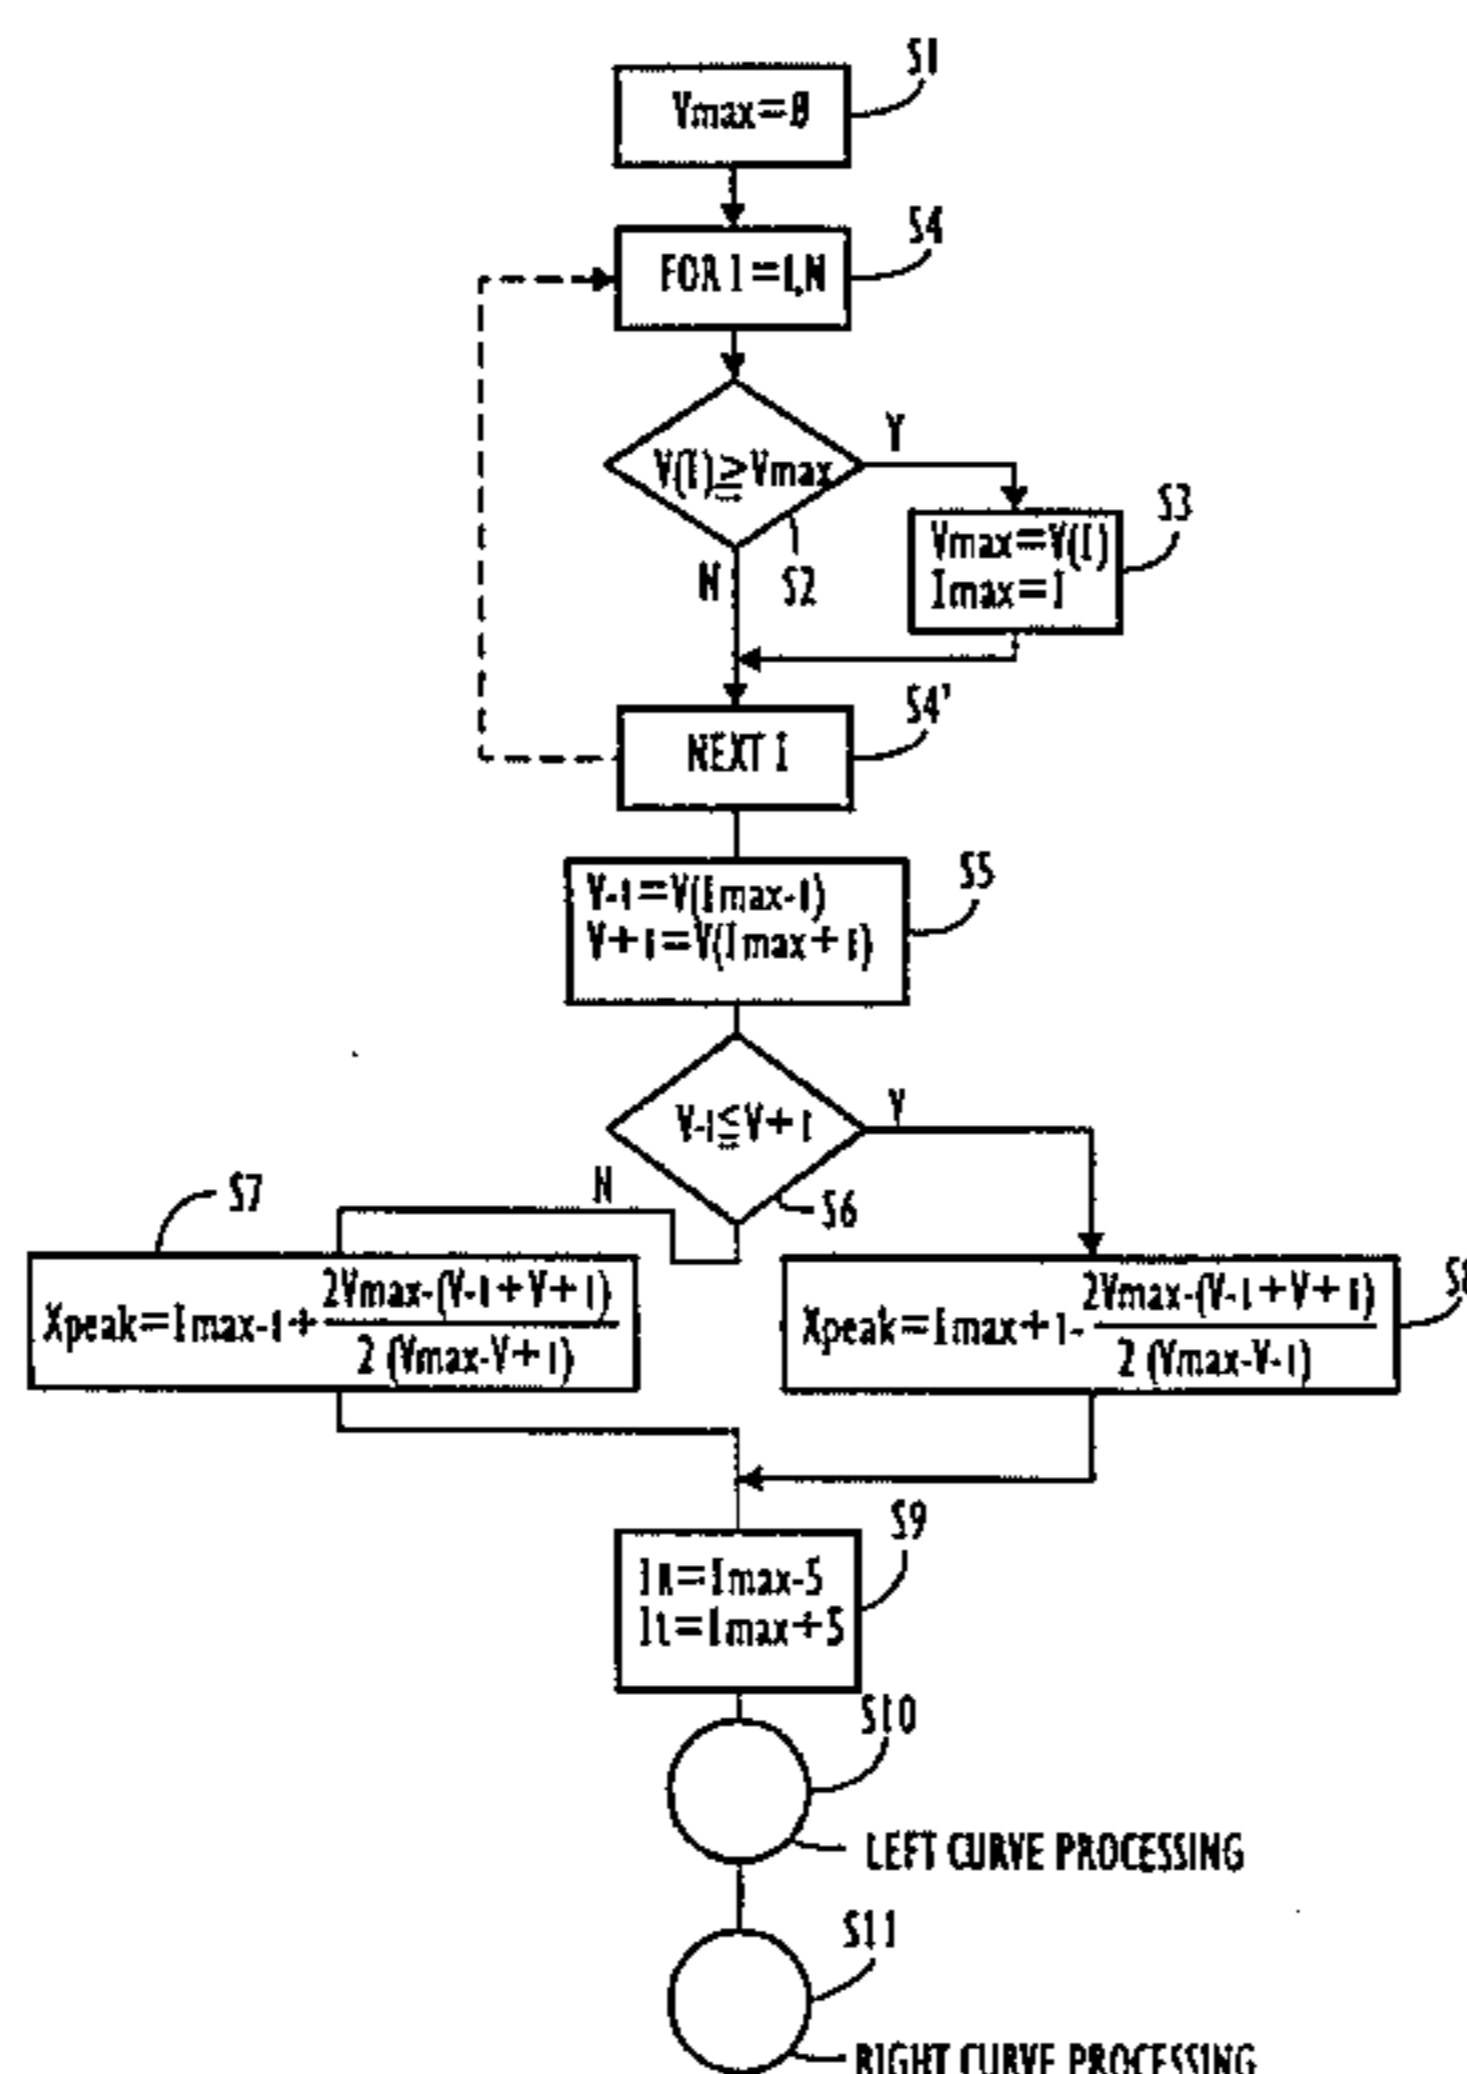 S1
Vmax=0
S4
FOR I=1,N
V(I)≧Vmax
Y
N
S2
S3
Vmax=V(I)
Imax=I
S4'
NEXT I
S5
V-1=V(Imax-1)
V+1=V(Imax+1)
V-1≦V+1
Y
N
S6
S7
Xpeak=Imax-1+ 2Vmax-(V-1+V+1) / 2(Vmax-V+1)
S8
Xpeak=Imax+1- 2Vmax-(V-1+V+1) / 2(Vmax-V-1)
S9
=Imax-5
=Imax+5
S10
LEFT CURVE PROCESSING
S11
RIGHT CURVE PROCESSING